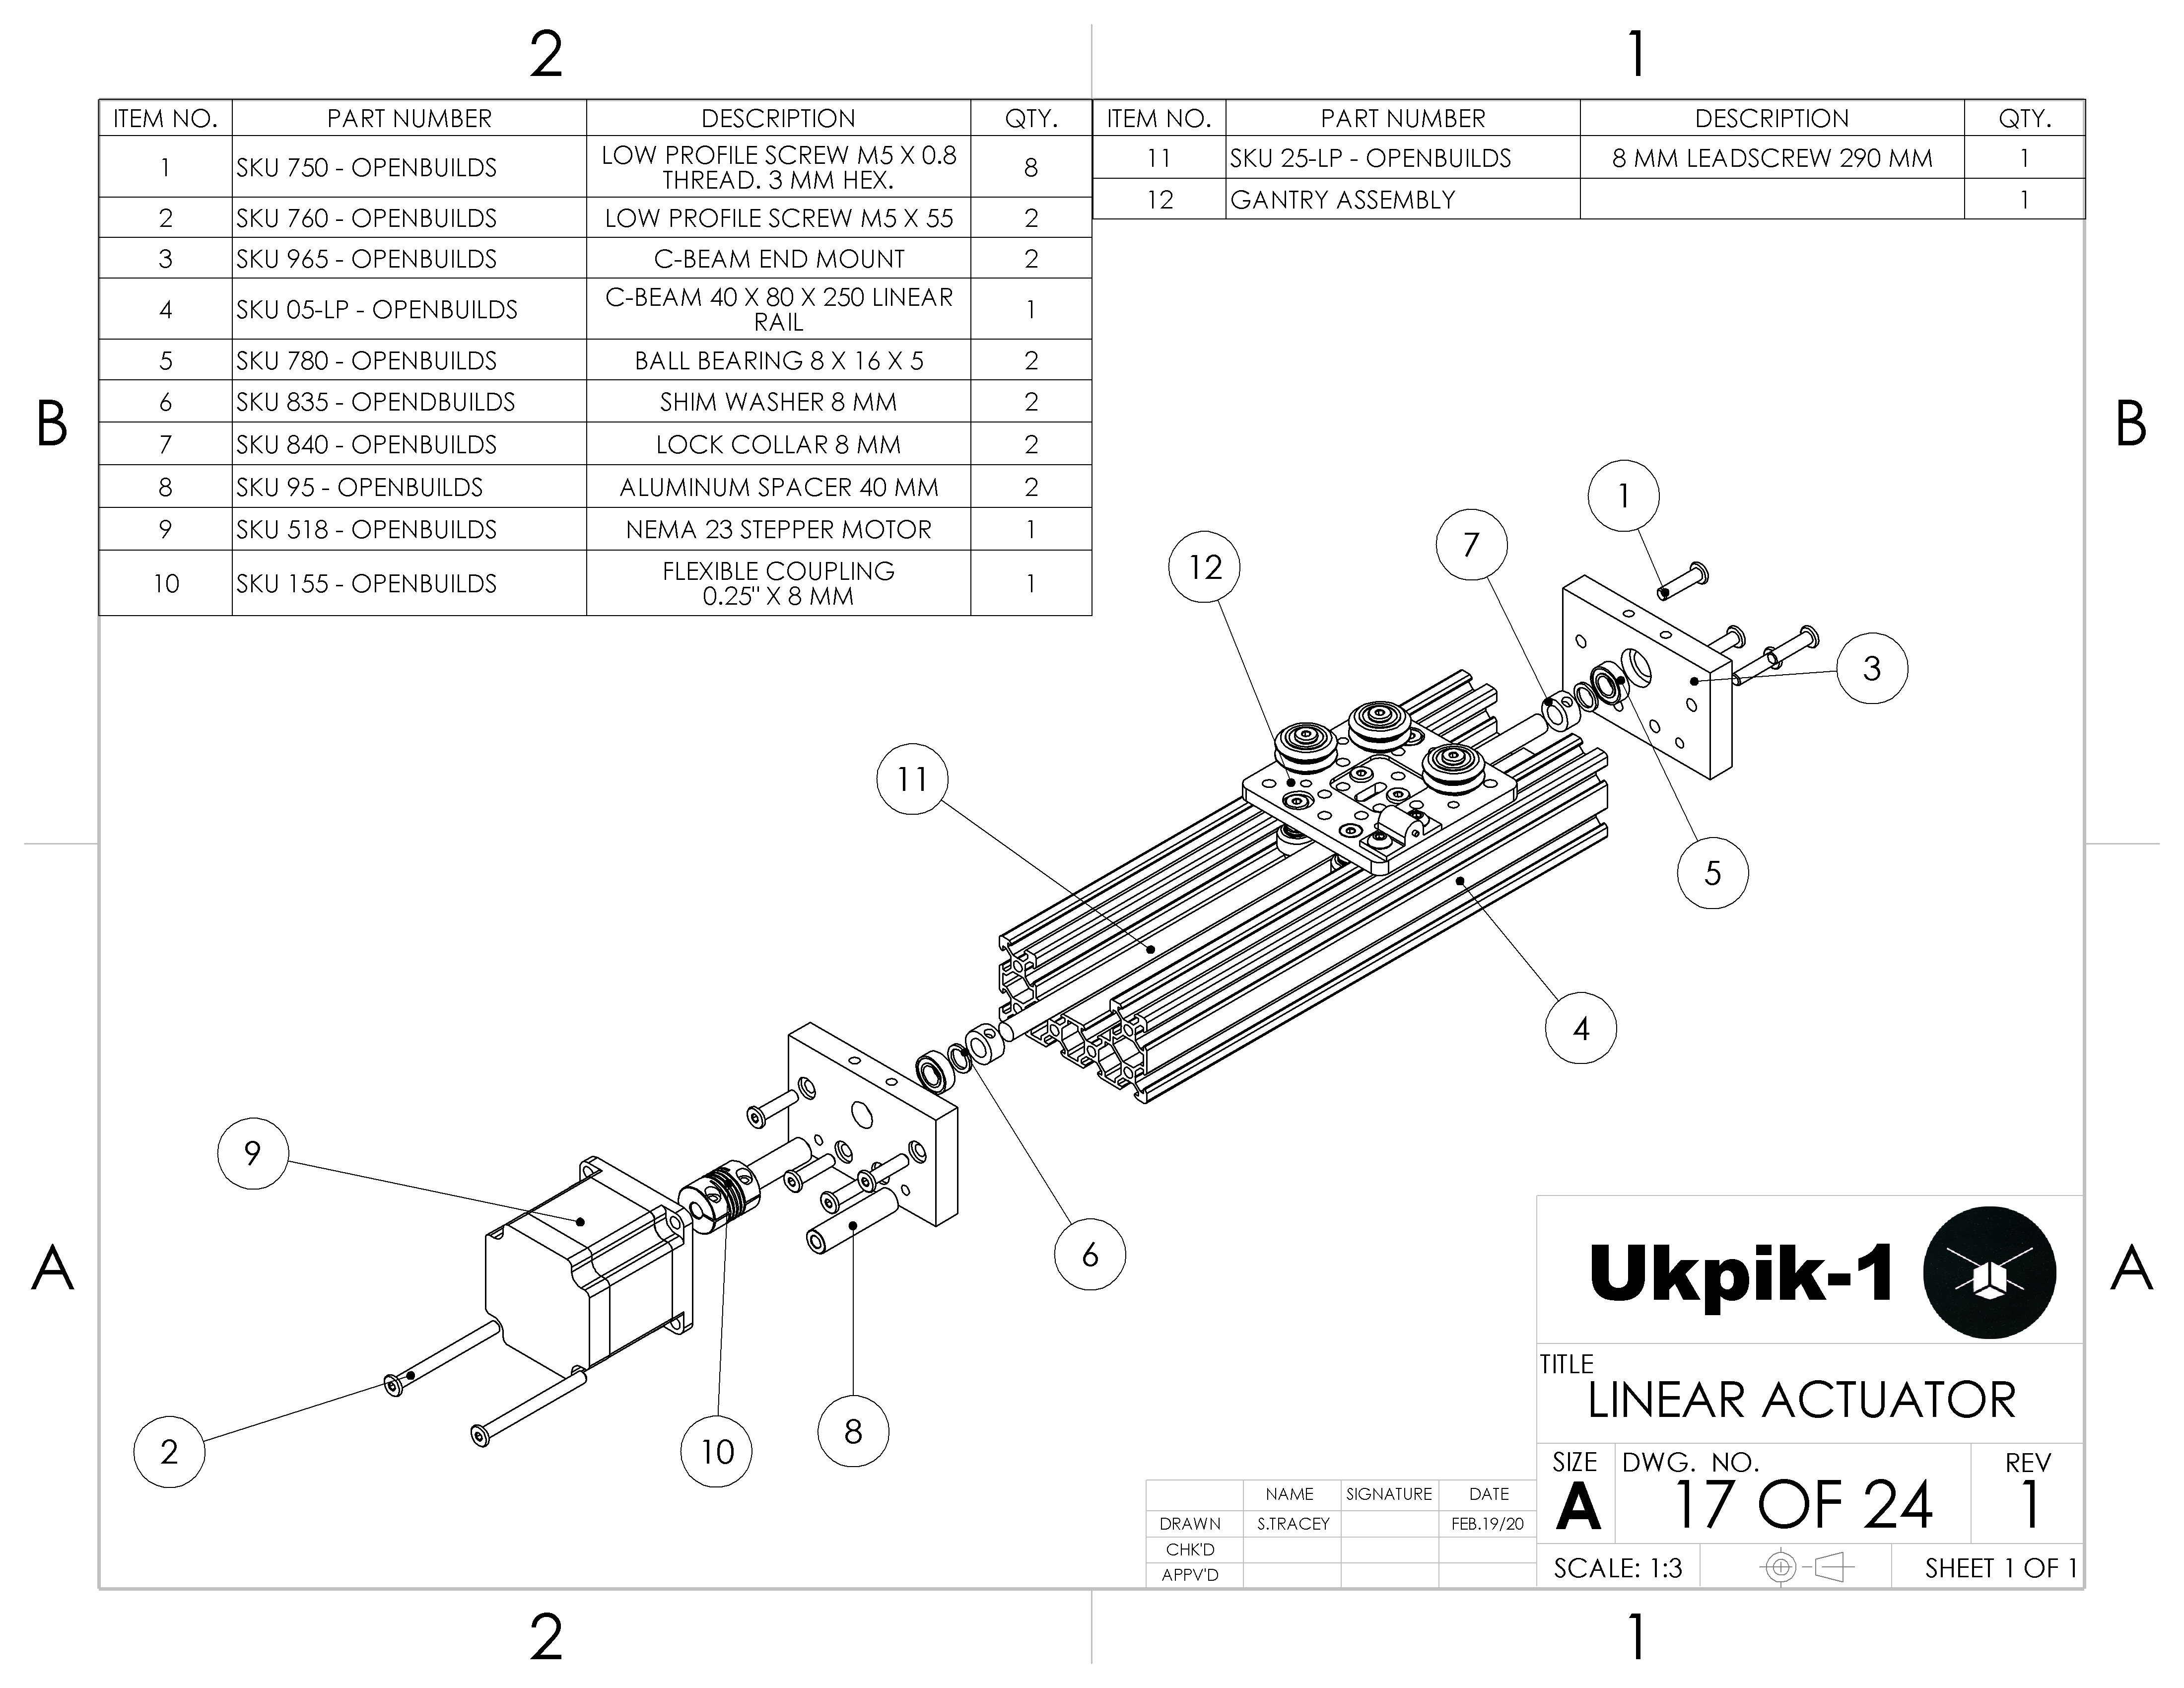 2 1
ITEM NO. PART NUMBER DESCRIPTION QTY.
1 SKU 750 - OPENBUILDS LOW PROFILE SCREW M5 X 0.8
THREAD. 3 MM HEX. 8
2 SKU 760 - OPENBUILDS LOW PROFILE SCREW M5 X 55 2
3 SKU 965 - OPENBUILDS C-BEAM END MOUNT 2
4 SKU 05-LP - OPENBUILDS C-BEAM 40 X 80 X 250 LINEAR
RAIL 1
5 SKU 780 - OPENBUILDS BALL BEARING 8 X 16 X 5 2
6 SKU 835 - OPENDBUILDS SHIM WASHER 8 MM 2
7 SKU 840 - OPENBUILDS LOCK COLLAR 8 MM 2
8 SKU 95 - OPENBUILDS ALUMINUM SPACER 40 MM 2
9 SKU 518 - OPENBUILDS NEMA 23 STEPPER MOTOR 1
10 SKU 155 - OPENBUILDS FLEXIBLE COUPLING
0.25" X 8 MM 1
ITEM NO. PART NUMBER DESCRIPTION QTY.
11 SKU 25-LP - OPENBUILDS 8 MM LEADSCREW 290 MM 1
12 GANTRY ASSEMBLY 1
B B
1
7
12
3
11
5
4
9
6
8
2
10
A A
Ukpik-1
TITLE
LINEAR ACTUATOR
SIZE DWG. NO. REV
A 17 OF 24 1
SCALE: 1:3 SHEET 1 OF 1
NAME SIGNATURE DATE
DRAWN S.TRACEY FEB.19/20
CHK'D
APPV'D
2 1